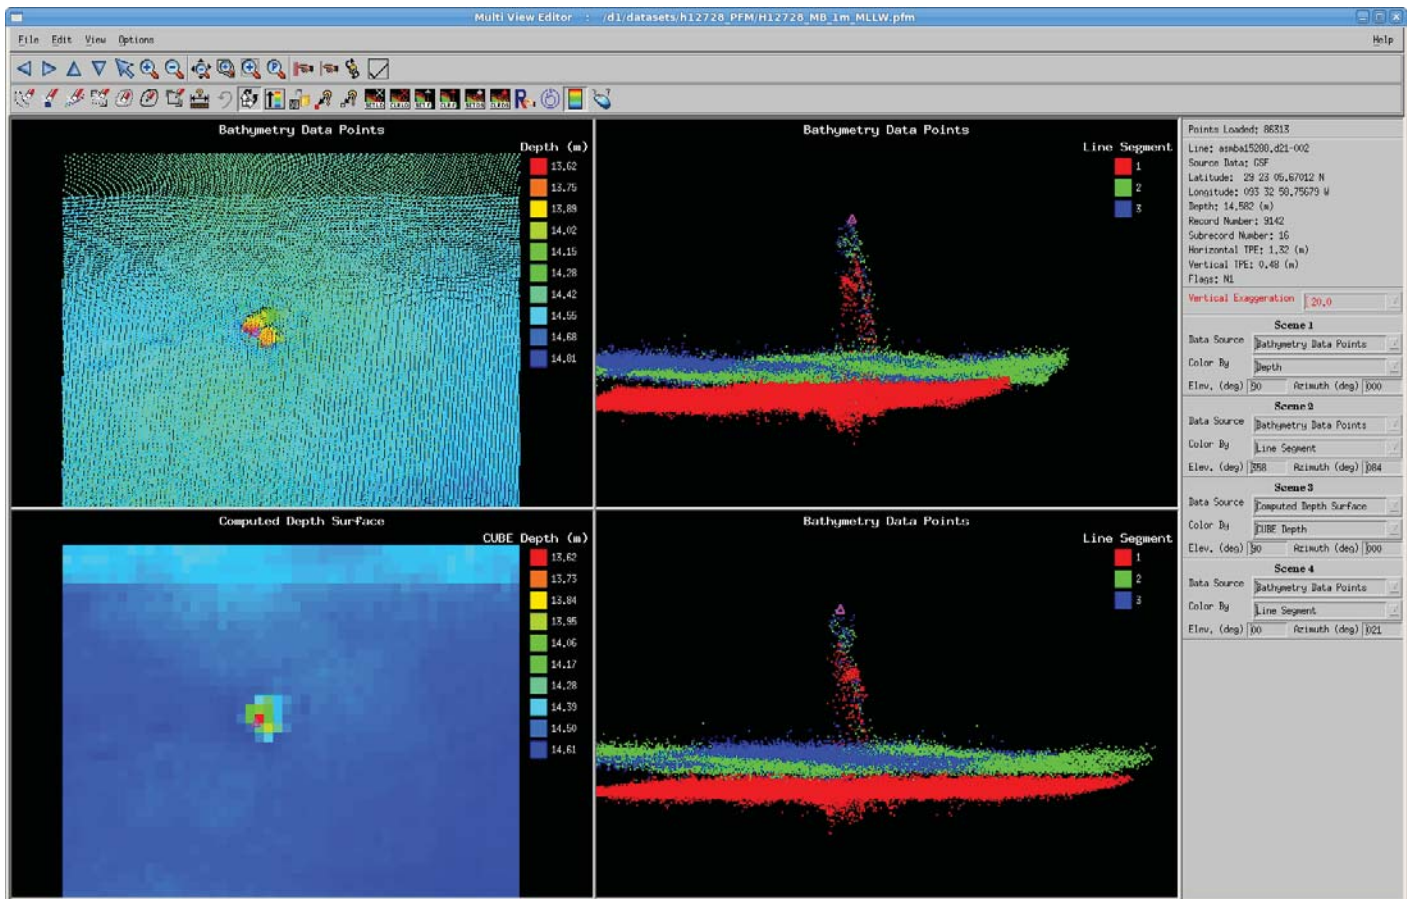 Multi View Editor : /d1/datasets/h12728_PFM/H12728_MB_1m_MLLW.pfm
File Edit View Options Help
Bathymetry Data Points
Depth (m)
13.62
13.75
13.89
14.02
14.15
14.28
14.42
14.55
14.68
14.81
Bathymetry Data Points
Line Segment
1
2
3
Computed Depth Surface
CUBE Depth (m)
13.62
13.73
13.84
13.95
14.06
14.17
14.28
14.39
14.50
14.61
Bathymetry Data Points
Line Segment
1
2
3
Points Loaded: 86313
Line: asmba15288.d21-002
Source Data: GSF
Latitude: 29 23 05.67012 N
Longitude: 093 32 58.75679 W
Depth: 14.582 (m)
Record Number: 9142
Subrecord Number: 16
Horizontal TPE: 1.32 (m)
Vertical TPE: 0.48 (m)
Flags: N1
Vertical Exaggeration 20.0
Scene 1
Data Source Bathymetry Data Points
Color By Depth
Elev. (deg) 90 Azimuth (deg) 000
Scene 2
Data Source Bathymetry Data Points
Color By Line Segment
Elev. (deg) 358 Azimuth (deg) 084
Scene 3
Data Source Computed Depth Surface
Color By CUBE Depth
Elev. (deg) 90 Azimuth (deg) 000
Scene 4
Data Source Bathymetry Data Points
Color By Line Segment
Elev. (deg) 00 Azimuth (deg) 021